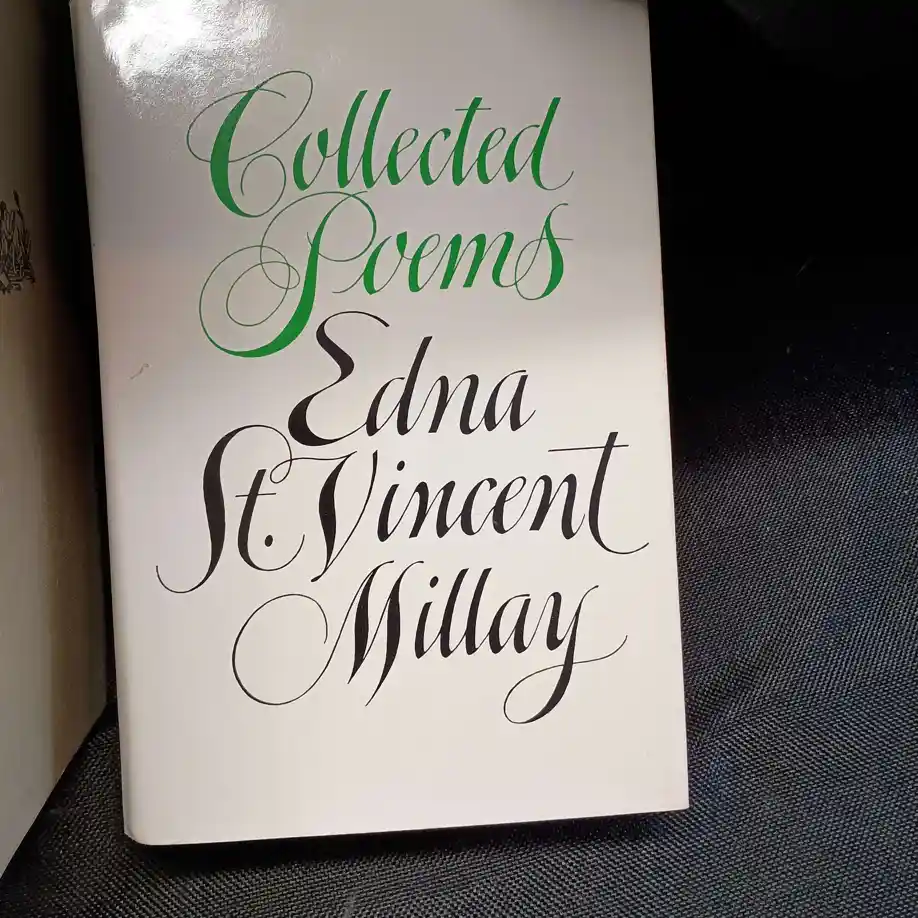 Collected
Poems
Edna
St. Vincent
Millay